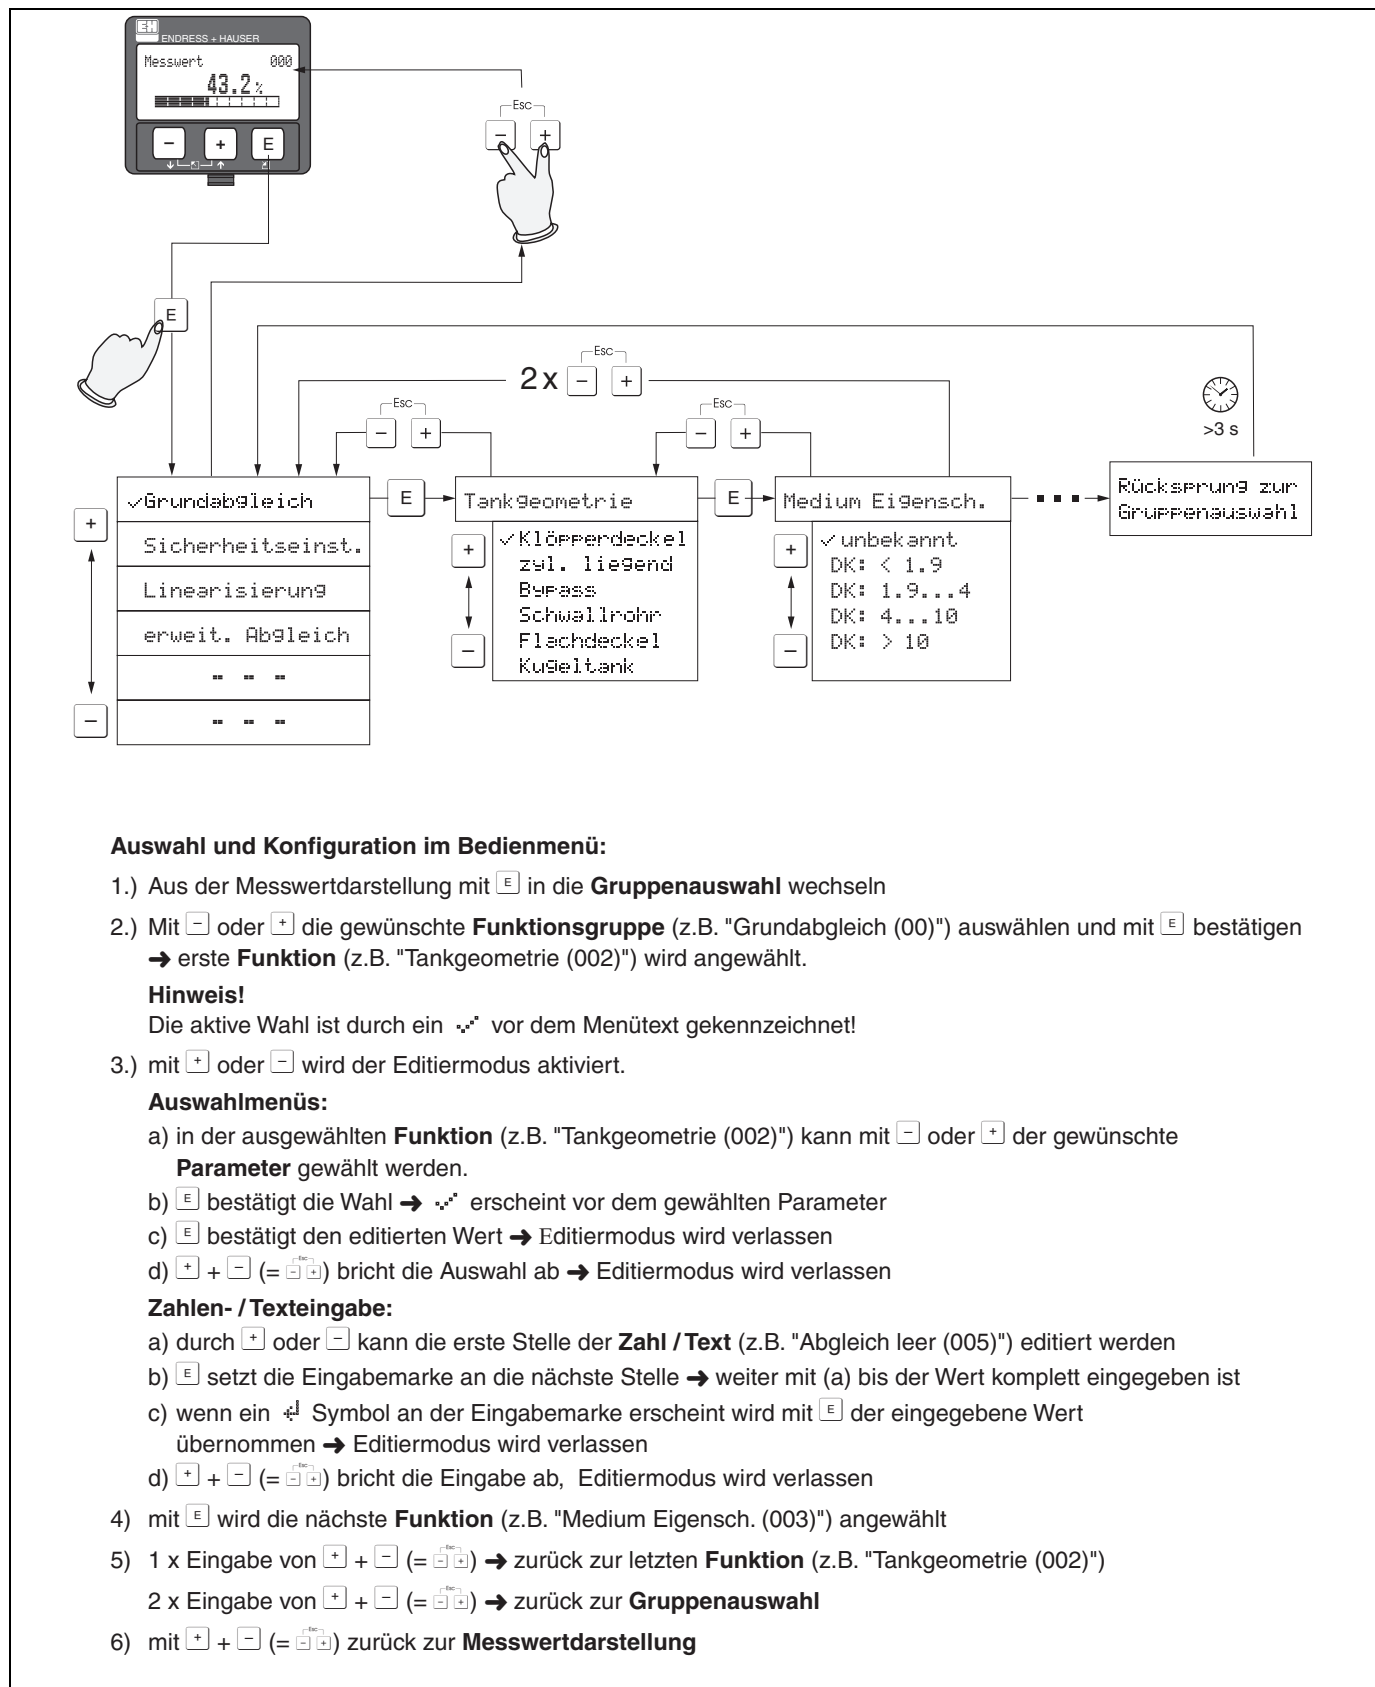 EH
ENDRESS + HAUSER
Messwert 000
43.2 %
- + E
Esc
- +
E
Esc
2 x - +
Esc
- +
Esc
- +
>3 s
✓Grundabgleich
Sicherheitseinst.
Linearisierung
erweit. Abgleich
+
-
E
Tankgeometrie
✓Klöpperdeckel
zyl. liegend
Bypass
Schwallrohr
Flachdeckel
Kugeltank
+
-
E
Medium Eigensch.
✓unbekannt
DK: < 1.9
DK: 1.9...4
DK: 4...10
DK: > 10
+
-
Rücksprung zur
Gruppenauswahl
Auswahl und Konfiguration im Bedienmenü:
1.) Aus der Messwertdarstellung mit E in die Gruppenauswahl wechseln
2.) Mit - oder + die gewünschte Funktionsgruppe (z.B. "Grundabgleich (00)") auswählen und mit E bestätigen
➜ erste Funktion (z.B. "Tankgeometrie (002)") wird angewählt.
Hinweis!
Die aktive Wahl ist durch ein ✓ vor dem Menütext gekennzeichnet!
3.) mit + oder - wird der Editiermodus aktiviert.
Auswahlmenüs:
a) in der ausgewählten Funktion (z.B. "Tankgeometrie (002)") kann mit - oder + der gewünschte
Parameter gewählt werden.
b) E bestätigt die Wahl ➜ ✓ erscheint vor dem gewählten Parameter
c) E bestätigt den editierten Wert ➜ Editiermodus wird verlassen
d) + + - (= Esc - +) bricht die Auswahl ab ➜ Editiermodus wird verlassen
Zahlen- / Texteingabe:
a) durch + oder - kann die erste Stelle der Zahl / Text (z.B. "Abgleich leer (005)") editiert werden
b) E setzt die Eingabemarke an die nächste Stelle ➜ weiter mit (a) bis der Wert komplett eingegeben ist
c) wenn ein ↵ Symbol an der Eingabemarke erscheint wird mit E der eingegebene Wert
übernommen ➜ Editiermodus wird verlassen
d) + + - (= Esc - +) bricht die Eingabe ab, Editiermodus wird verlassen
4) mit E wird die nächste Funktion (z.B. "Medium Eigensch. (003)") angewählt
5) 1 x Eingabe von + + - (= Esc - +) ➜ zurück zur letzten Funktion (z.B. "Tankgeometrie (002)")
2 x Eingabe von + + - (= Esc - +) ➜ zurück zur Gruppenauswahl
6) mit + + - (= Esc - +) zurück zur Messwertdarstellung